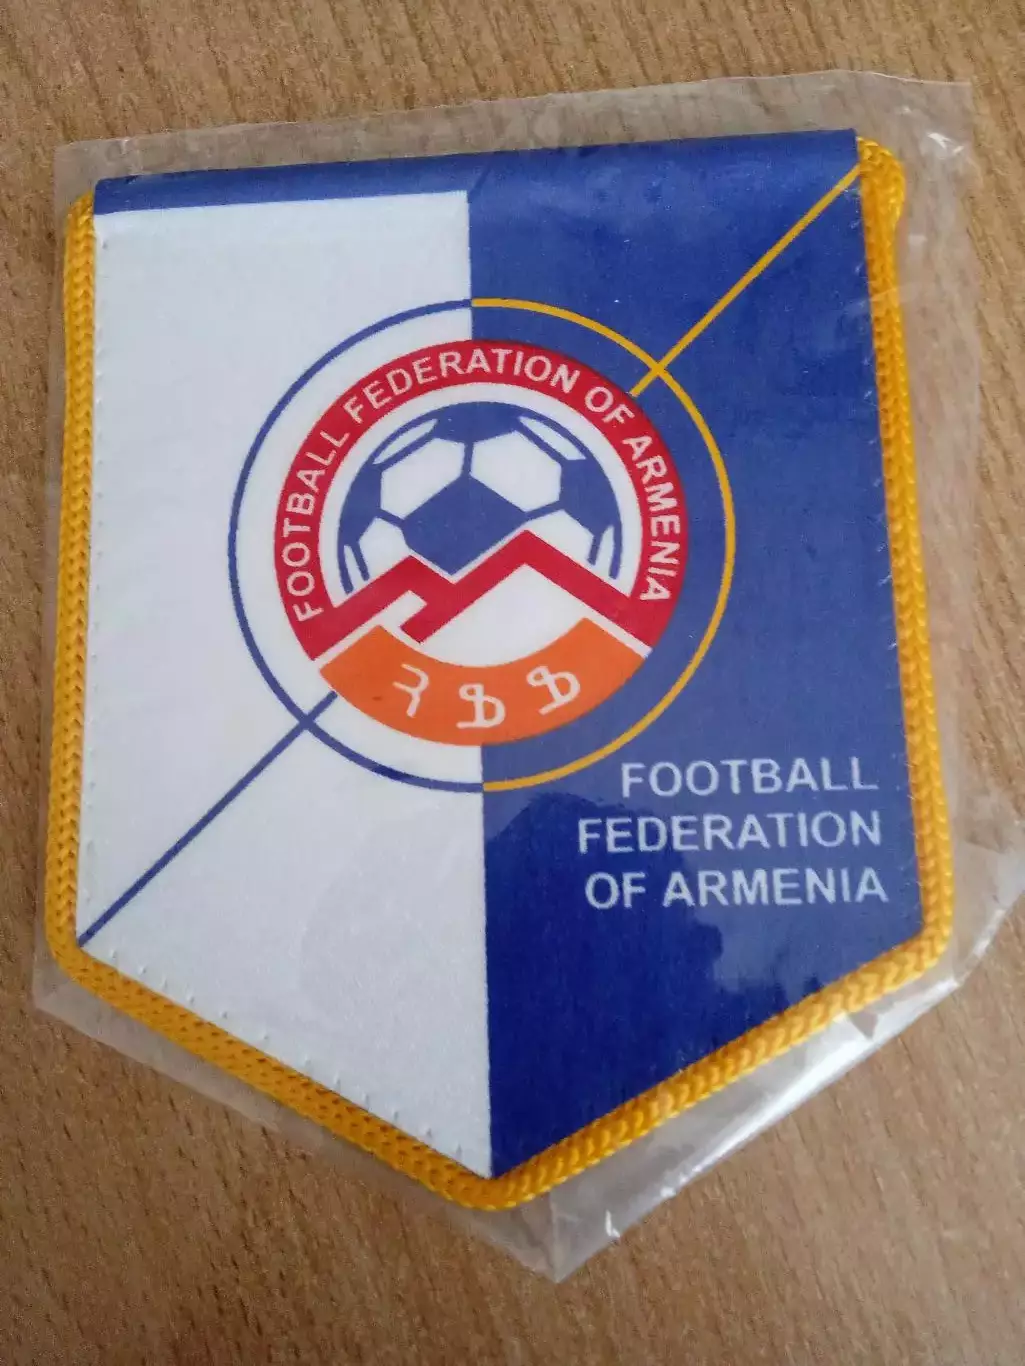 FOOTBALL FEDERATION OF ARMENIA
ՀՖՖ
FOOTBALL
FEDERATION
OF ARMENIA